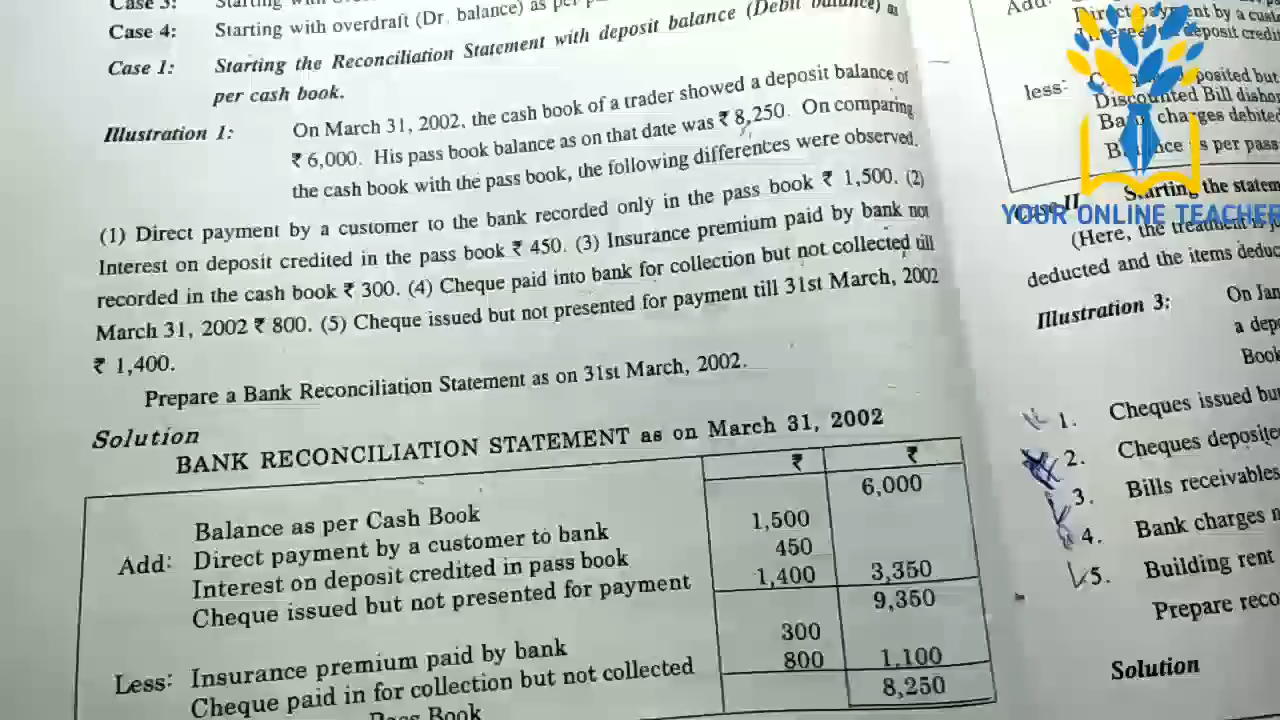 Case 3:
Case 4: Starting with overdraft (Dr. balance) as per
Case 1: Starting the Reconciliation Statement with deposit balance (Debit balance) as
per cash book.
Illustration 1: On March 31, 2002, the cash book of a trader showed a deposit balance of
₹ 6,000. His pass book balance as on that date was ₹ 8,250. On comparing
the cash book with the pass book, the following differences were observed.
(1) Direct payment by a customer to the bank recorded only in the pass book ₹ 1,500. (2)
Interest on deposit credited in the pass book ₹ 450. (3) Insurance premium paid by bank not
recorded in the cash book ₹ 300. (4) Cheque paid into bank for collection but not collected till
March 31, 2002 ₹ 800. (5) Cheque issued but not presented for payment till 31st March, 2002
₹ 1,400.
Prepare a Bank Reconciliation Statement as on 31st March, 2002.
Solution
BANK RECONCILIATION STATEMENT as on March 31, 2002
₹ ₹
Balance as per Cash Book 6,000
Add: Direct payment by a customer to bank 1,500
Interest on deposit credited in pass book 450
Cheque issued but not presented for payment 1,400 3,350
9,350
Less: Insurance premium paid by bank 300
Cheque paid in for collection but not collected 800 1,100
Pass Book 8,250
Add:
Direct payment by a
deposit
less:
posited but
Discounted Bill
charges debited
s per pass
YOUR ONLINE TEACHER
Case II Starting the
(Here, the treatment is
deducted and the items
Illustration 3: On Jan
a
Book
1. Cheques issued
2. Cheques
3. Bills receivables
4. Bank charges
5. Building rent
Prepare
Solution